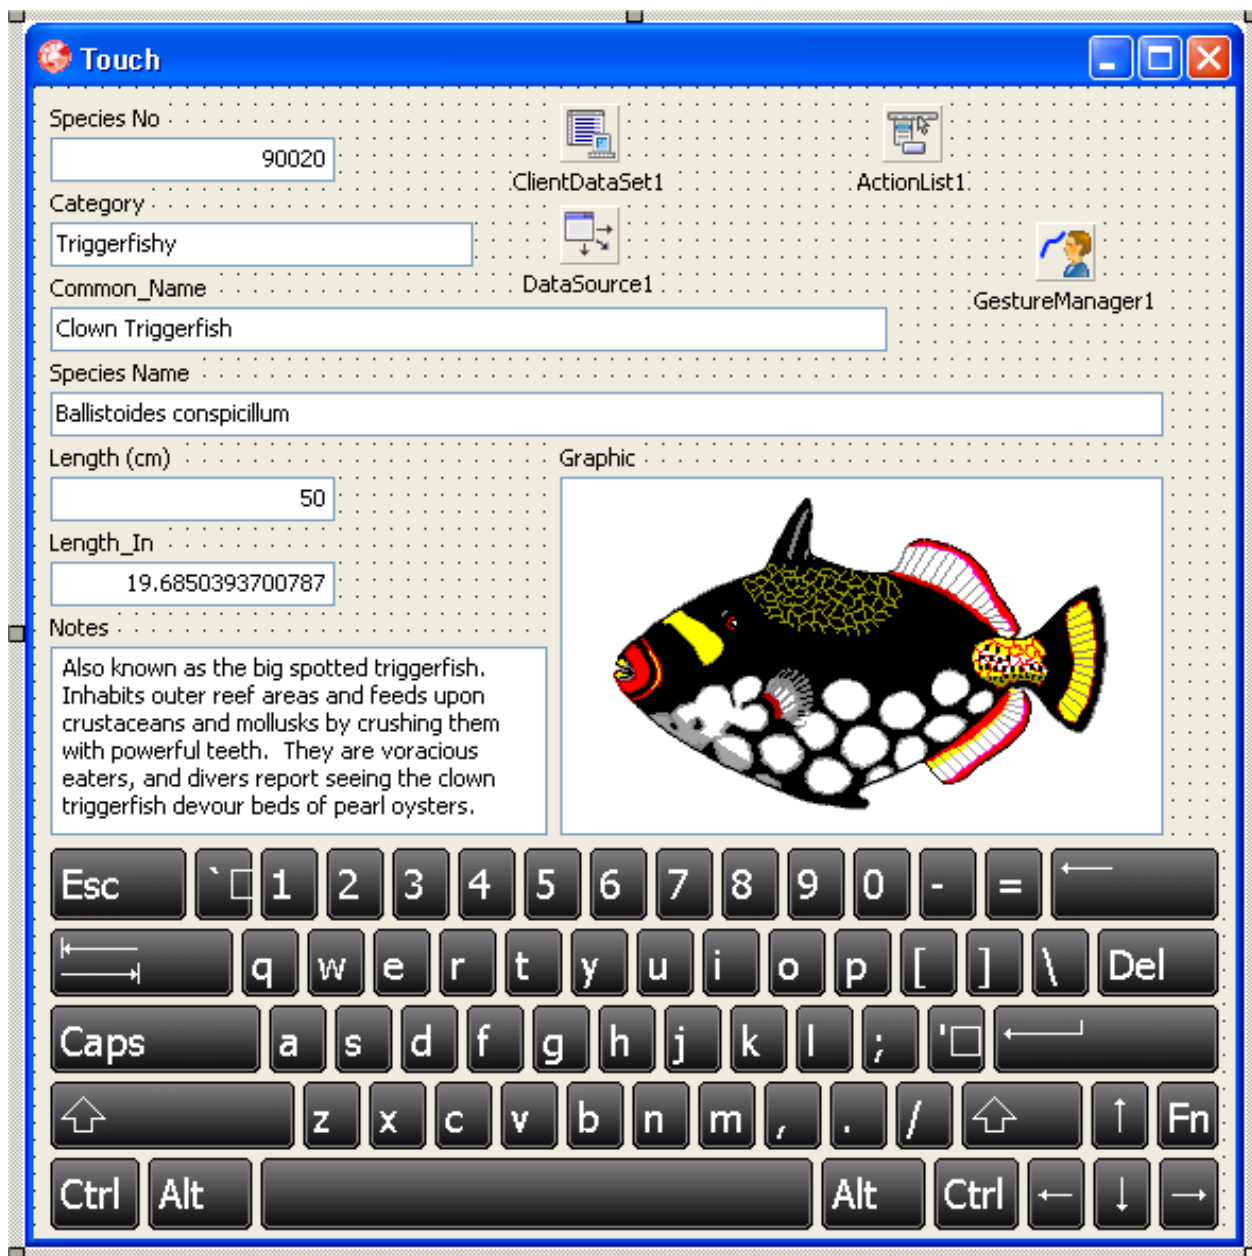 Touch
Species No
90020
ClientDataSet1
ActionList1
Category
Triggerfishy
DataSource1
GestureManager1
Common_Name
Clown Triggerfish
Species Name
Ballistoides conspicillum
Length (cm)
50
Graphic
Length_In
19.6850393700787
Notes
Also known as the big spotted triggerfish.
Inhabits outer reef areas and feeds upon
crustaceans and mollusks by crushing them
with powerful teeth.  They are voracious
eaters, and divers report seeing the clown
triggerfish devour beds of pearl oysters.
Esc ` □ 1 2 3 4 5 6 7 8 9 0 - = ←
q w e r t y u i o p [ ] \ Del
Caps a s d f g h j k l ; '□
z x c v b n m , . / ↑ Fn
Ctrl Alt Alt Ctrl ← ↓ →